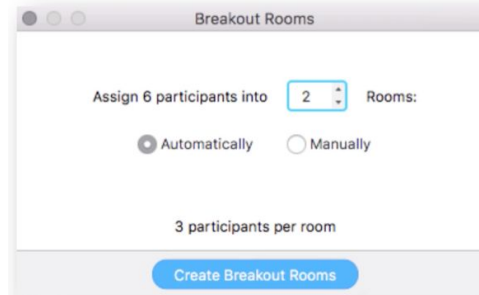 Breakout Rooms
Assign 6 participants into 2 Rooms:
Automatically Manually
3 participants per room
Create Breakout Rooms